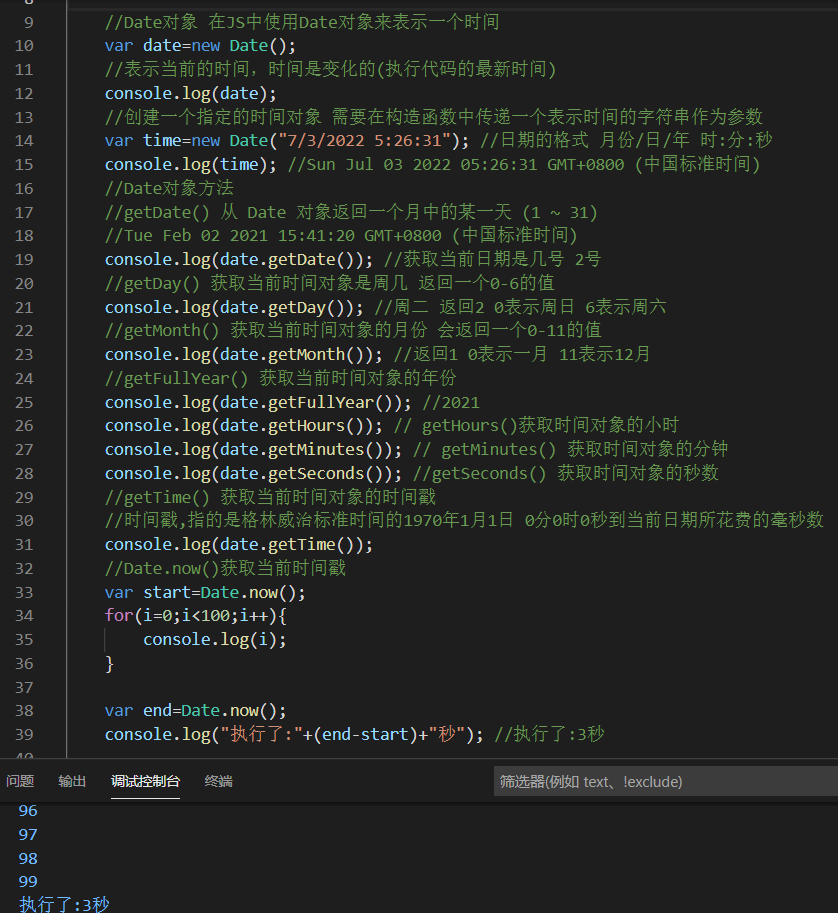 9 //Date对象 在JS中使用Date对象来表示一个时间
10 var date=new Date();
11 //表示当前的时间，时间是变化的(执行代码的最新时间)
12 console.log(date);
13 //创建一个指定的时间对象 需要在构造函数中传递一个表示时间的字符串作为参数
14 var time=new Date("7/3/2022 5:26:31"); //日期的格式 月份/日/年 时:分:秒
15 console.log(time); //Sun Jul 03 2022 05:26:31 GMT+0800 (中国标准时间)
16 //Date对象方法
17 //getDate() 从 Date 对象返回一个月中的某一天 (1 ~ 31)
18 //Tue Feb 02 2021 15:41:20 GMT+0800 (中国标准时间)
19 console.log(date.getDate()); //获取当前日期是几号 2号
20 //getDay() 获取当前时间对象是周几 返回一个0-6的值
21 console.log(date.getDay()); //周二 返回2 0表示周日 6表示周六
22 //getMonth() 获取当前时间对象的月份 会返回一个0-11的值
23 console.log(date.getMonth()); //返回1 0表示一月 11表示12月
24 //getFullYear() 获取当前时间对象的年份
25 console.log(date.getFullYear()); //2021
26 console.log(date.getHours()); // getHours()获取时间对象的小时
27 console.log(date.getMinutes()); // getMinutes() 获取时间对象的分钟
28 console.log(date.getSeconds()); //getSeconds() 获取时间对象的秒数
29 //getTime() 获取当前时间对象的时间戳
30 //时间戳,指的是格林威治标准时间的1970年1月1日 0分0时0秒到当前日期所花费的毫秒数
31 console.log(date.getTime());
32 //Date.now()获取当前时间戳
33 var start=Date.now();
34 for(i=0;i<100;i++){
35 console.log(i);
36 }
37
38 var end=Date.now();
39 console.log("执行了:"+(end-start)+"秒"); //执行了:3秒
问题 输出 调试控制台 终端 筛选器(例如 text、!exclude)
96
97
98
99
执行了:3秒